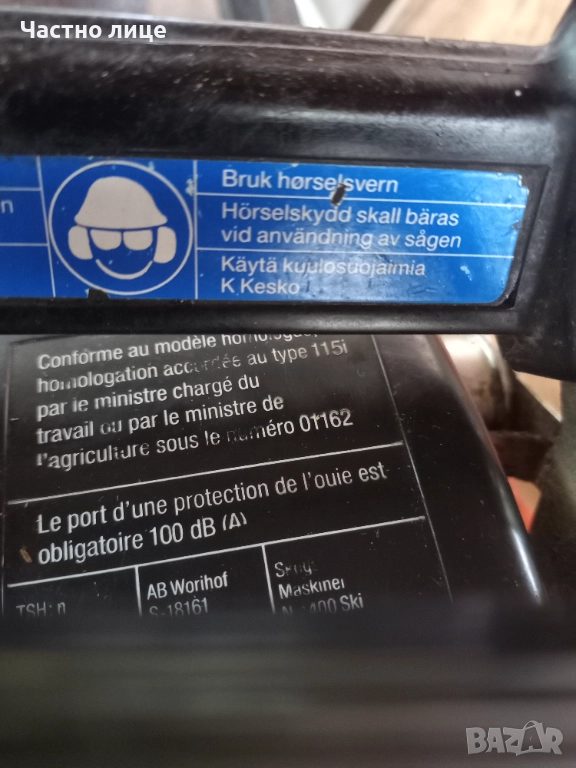 Частно лице
Bruk hørselsvern
Hörselskydd skall bäras
vid användning av sågen
Käytä kuulosuojaimia
K Kesko
Conforme au modèle
homologation accordée au type 115i
par le ministre chargé du
travail ou par le ministre de
l'agriculture sous le numéro 01162
Le port d'une protection de l'ouie est
obligatoire 100 dB (A)
AB Worihof
S-18161
Maskiner
Ski
BAZAR